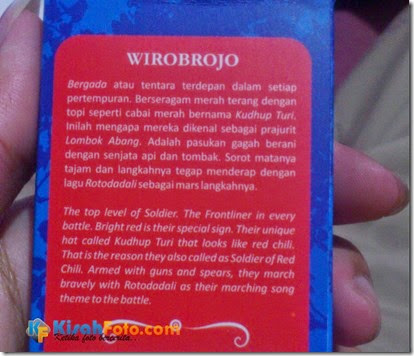 WIROBROJO
Bergada atau tentara terdepan dalam setiap
pertempuran. Berseragam merah terang dengan
topi seperti cabai merah bernama Kudhup Turi.
Inilah mengapa mereka dikenal sebagai prajurit
Lombok Abang. Adalah pasukan gagah berani
dengan senjata api dan tombak. Sorot matanya
tajam dan langkahnya tegap menderap dengan
lagu Rotodadali sebagai mars langkahnya.
The top level of Soldier. The Frontliner in every
battle. Bright red is their special sign. Their unique
hat called Kudhup Turi that looks like red chili.
That is the reason they also called as Soldier of Red
Chili. Armed with guns and spears, they march
bravely with Rotodadali as their marching song
theme to the battle.
KisahFoto.com
Ketika foto bercerita..